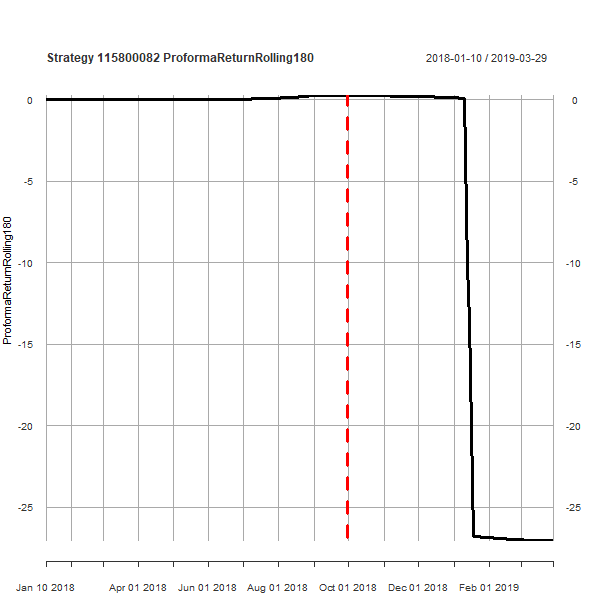 Strategy 115800082 ProformaReturnRolling180
2018-01-10 / 2019-03-29
ProformaReturnRolling180
0
0
-5
-5
-10
-10
-15
-15
-20
-20
-25
-25
Jan 10 2018
Apr 01 2018
Jun 01 2018
Aug 01 2018
Oct 01 2018
Dec 01 2018
Feb 01 2019